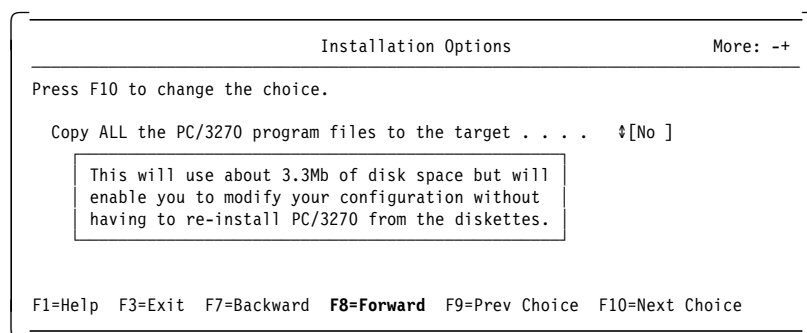 Installation Options More: -+
Press F10 to change the choice.
Copy ALL the PC/3270 program files to the target . . . . ⇕[No ]
This will use about 3.3Mb of disk space but will
enable you to modify your configuration without
having to re-install PC/3270 from the diskettes.
F1=Help F3=Exit F7=Backward F8=Forward F9=Prev Choice F10=Next Choice